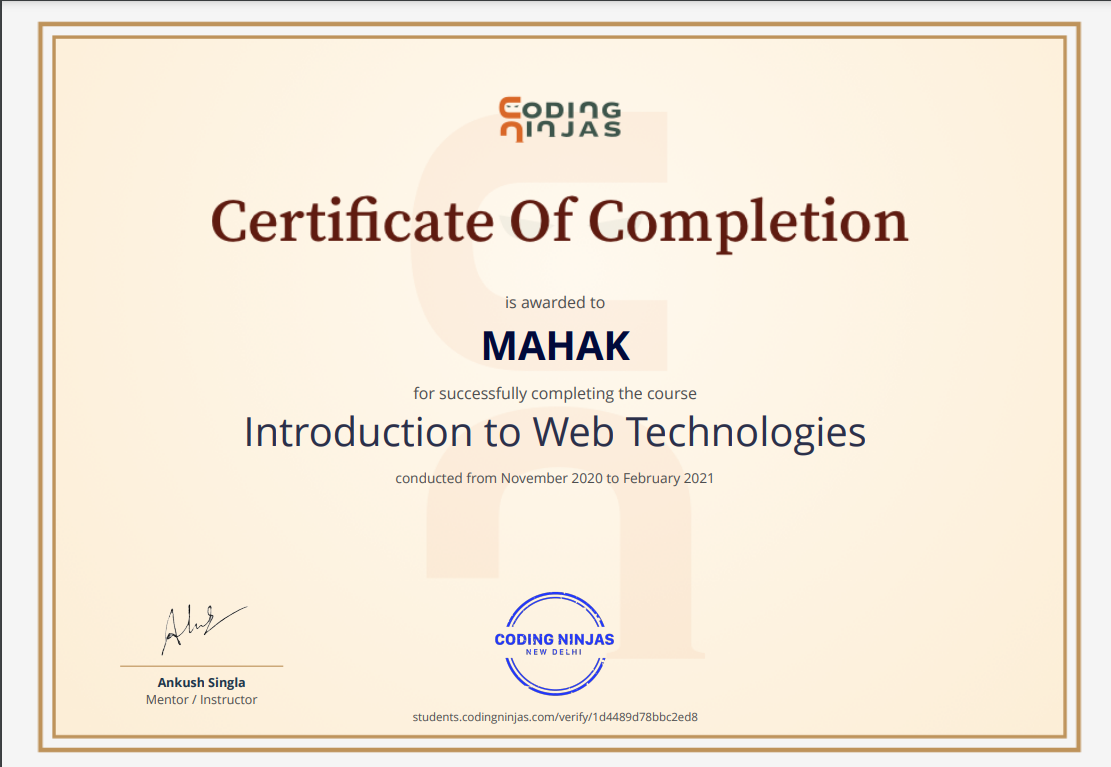 CODING
NINJAS
Certificate Of Completion
is awarded to
MAHAK
for successfully completing the course
Introduction to Web Technologies
conducted from November 2020 to February 2021
Ankush Singla
Mentor / Instructor
CODING NINJAS
NEW DELHI
students.codingninjas.com/verify/1d4489d78bbc2ed8